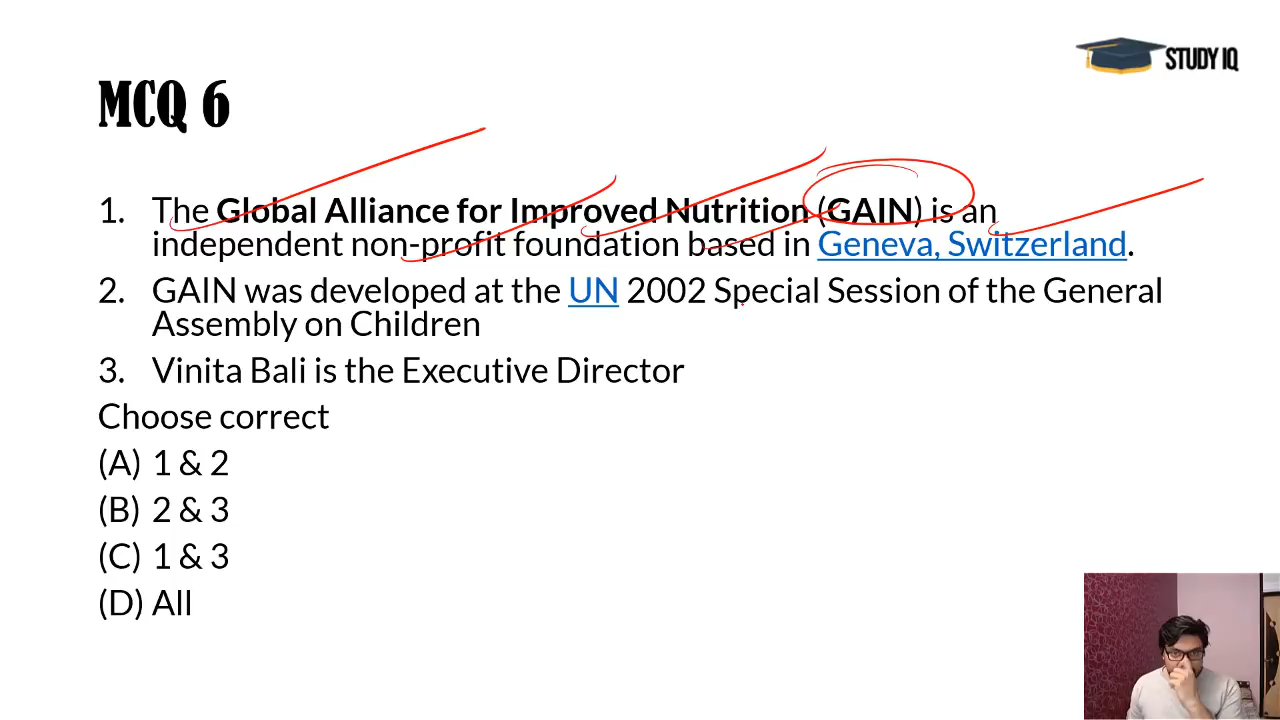 STUDY IQ
MCQ 6
1. The Global Alliance for Improved Nutrition (GAIN) is an
independent non-profit foundation based in Geneva, Switzerland.
2. GAIN was developed at the UN 2002 Special Session of the General
Assembly on Children
3. Vinita Bali is the Executive Director
Choose correct
(A) 1 & 2
(B) 2 & 3
(C) 1 & 3
(D) All